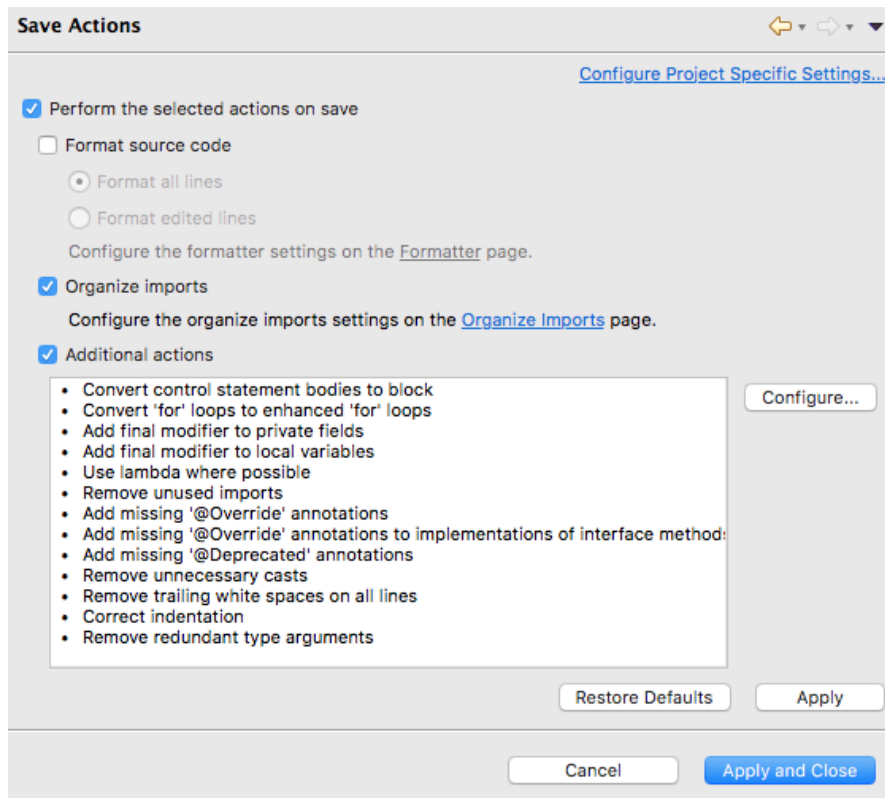 Save Actions
Configure Project Specific Settings...
Perform the selected actions on save
Format source code
Format all lines
Format edited lines
Configure the formatter settings on the Formatter page.
Organize imports
Configure the organize imports settings on the Organize Imports page.
Additional actions
• Convert control statement bodies to block
• Convert 'for' loops to enhanced 'for' loops
• Add final modifier to private fields
• Add final modifier to local variables
• Use lambda where possible
• Remove unused imports
• Add missing '@Override' annotations
• Add missing '@Override' annotations to implementations of interface method
• Add missing '@Deprecated' annotations
• Remove unnecessary casts
• Remove trailing white spaces on all lines
• Correct indentation
• Remove redundant type arguments
Configure...
Restore Defaults
Apply
Cancel
Apply and Close